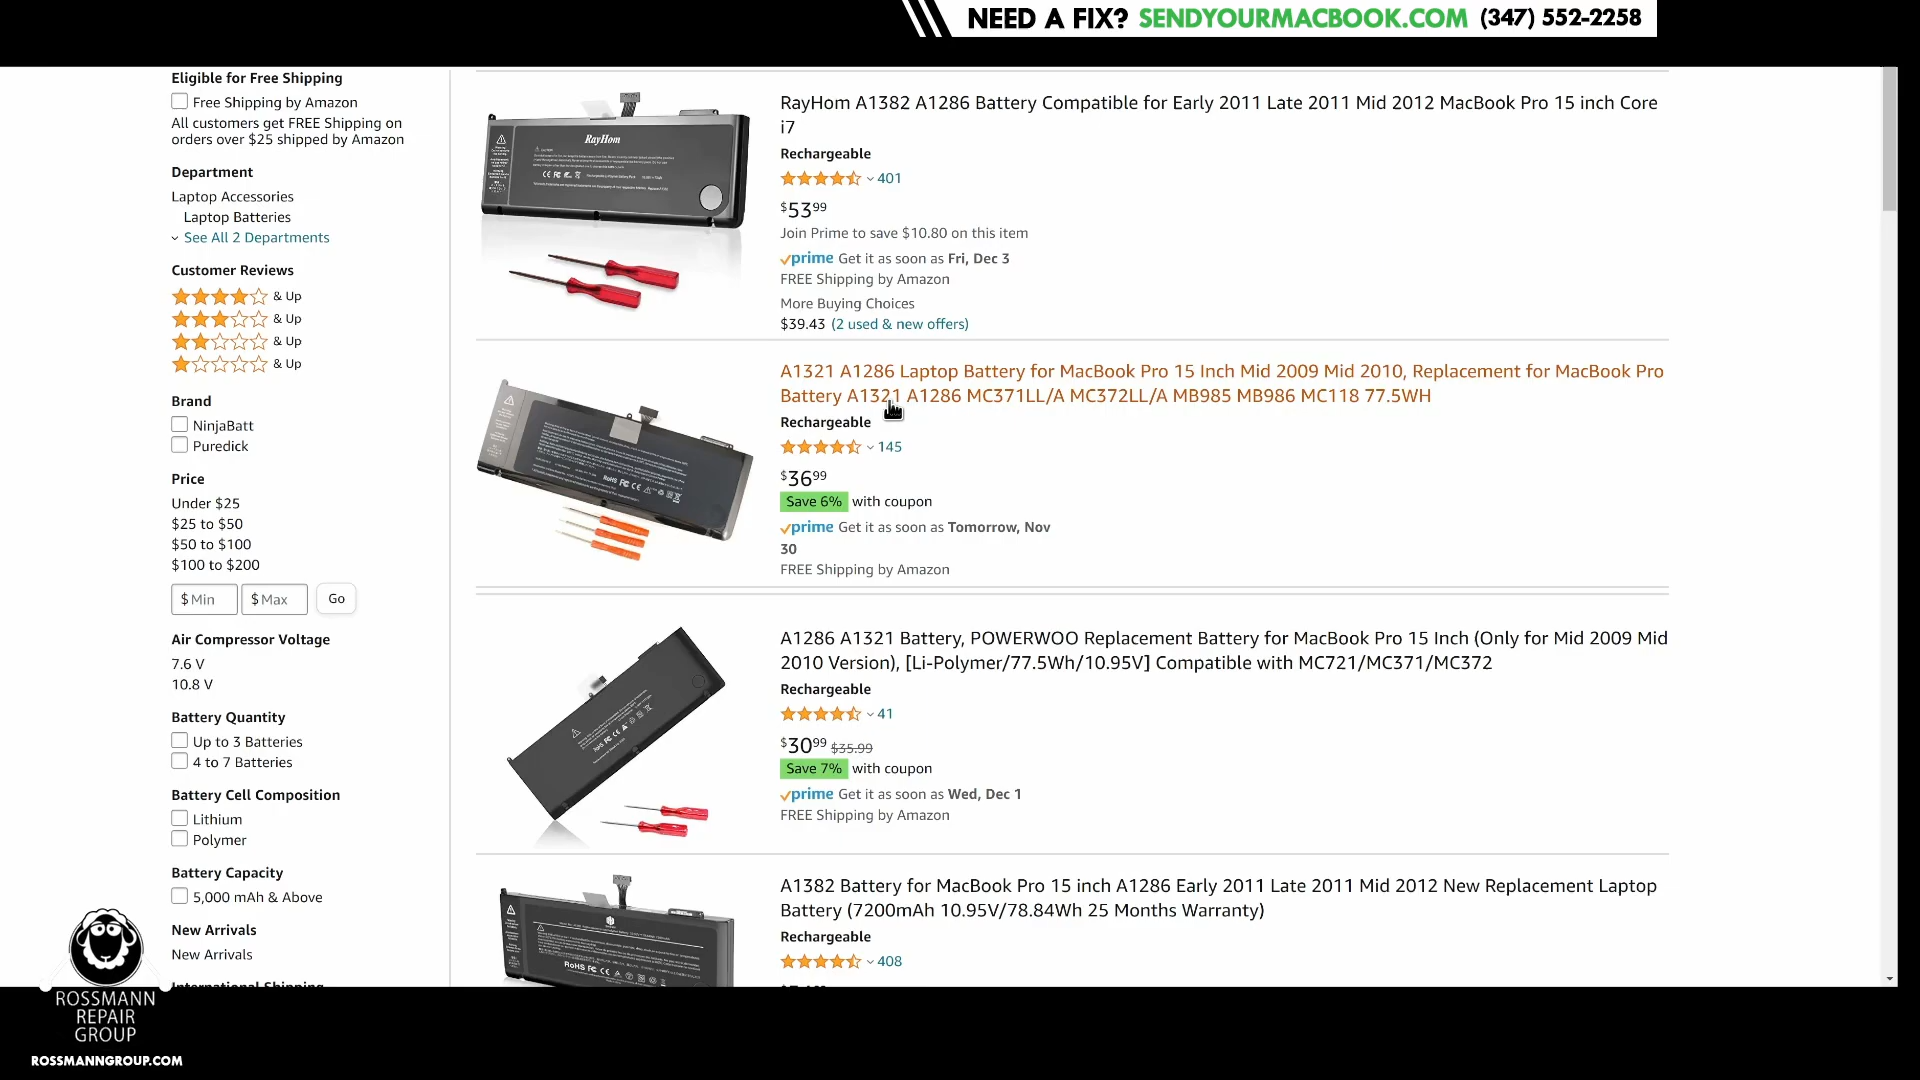 NEED A FIX? SENDYOURMACBOOK.COM (347) 552-2258
Eligible for Free Shipping
Free Shipping by Amazon
All customers get FREE Shipping on
orders over $25 shipped by Amazon
Department
Laptop Accessories
Laptop Batteries
See All 2 Departments
Customer Reviews
& Up
& Up
& Up
& Up
Brand
NinjaBatt
Puredick
Price
Under $25
$25 to $50
$50 to $100
$100 to $200
$ Min $ Max Go
Air Compressor Voltage
7.6 V
10.8 V
Battery Quantity
Up to 3 Batteries
4 to 7 Batteries
Battery Cell Composition
Lithium
Polymer
Battery Capacity
5,000 mAh & Above
New Arrivals
New Arrivals
International Shipping
RayHom
RayHom A1382 A1286 Battery Compatible for Early 2011 Late 2011 Mid 2012 MacBook Pro 15 inch Core
i7
Rechargeable
401
$53.99
Join Prime to save $10.80 on this item
prime Get it as soon as Fri, Dec 3
FREE Shipping by Amazon
More Buying Choices
$39.43 (2 used & new offers)
A1321 A1286 Laptop Battery for MacBook Pro 15 Inch Mid 2009 Mid 2010, Replacement for MacBook Pro
Battery A1321 A1286 MC371LL/A MC372LL/A MB985 MB986 MC118 77.5WH
Rechargeable
145
$36.99
Save 6% with coupon
prime Get it as soon as Tomorrow, Nov
30
FREE Shipping by Amazon
A1286 A1321 Battery, POWERWOO Replacement Battery for MacBook Pro 15 Inch (Only for Mid 2009 Mid
2010 Version), [Li-Polymer/77.5Wh/10.95V] Compatible with MC721/MC371/MC372
Rechargeable
41
$30.99 $35.99
Save 7% with coupon
prime Get it as soon as Wed, Dec 1
FREE Shipping by Amazon
RoHS FC CE
A1382 Battery for MacBook Pro 15 inch A1286 Early 2011 Late 2011 Mid 2012 New Replacement Laptop
Battery (7200mAh 10.95V/78.84Wh 25 Months Warranty)
Rechargeable
408
ROSSMANN
REPAIR
GROUP
ROSSMANNGROUP.COM